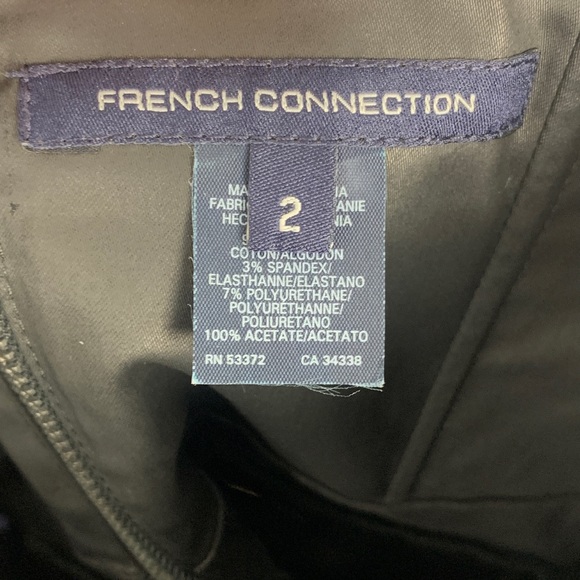 FRENCH CONNECTION
2
COTON/ALGODON
3% SPANDEX/
ELASTHANNE/ELASTANO
7% POLYURETHANE/
POLYURÉTHANE/
POLIURETANO
100% ACETATE/ACETATO
RN 53372 CA 34338